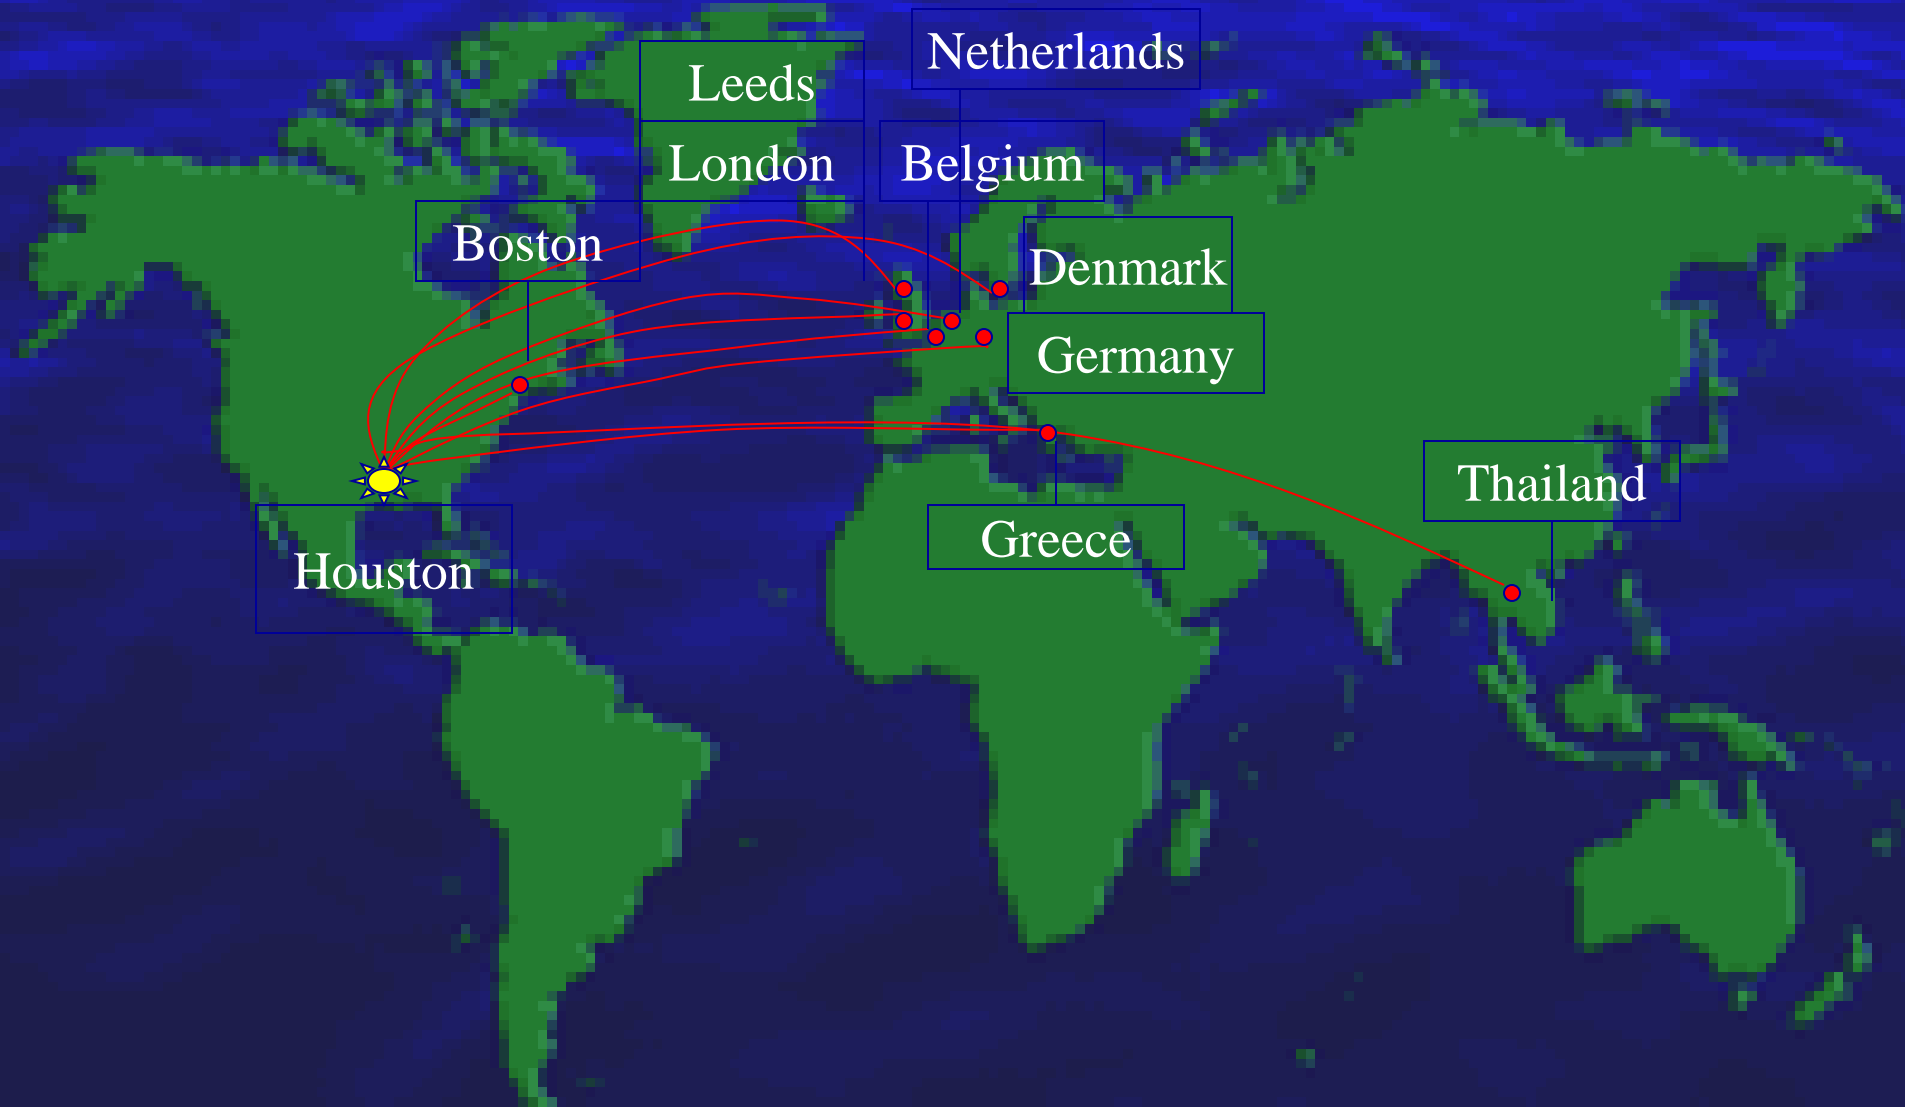 Netherlands
Leeds
London
Belgium
Boston
Denmark
Germany
Thailand
Greece
Houston